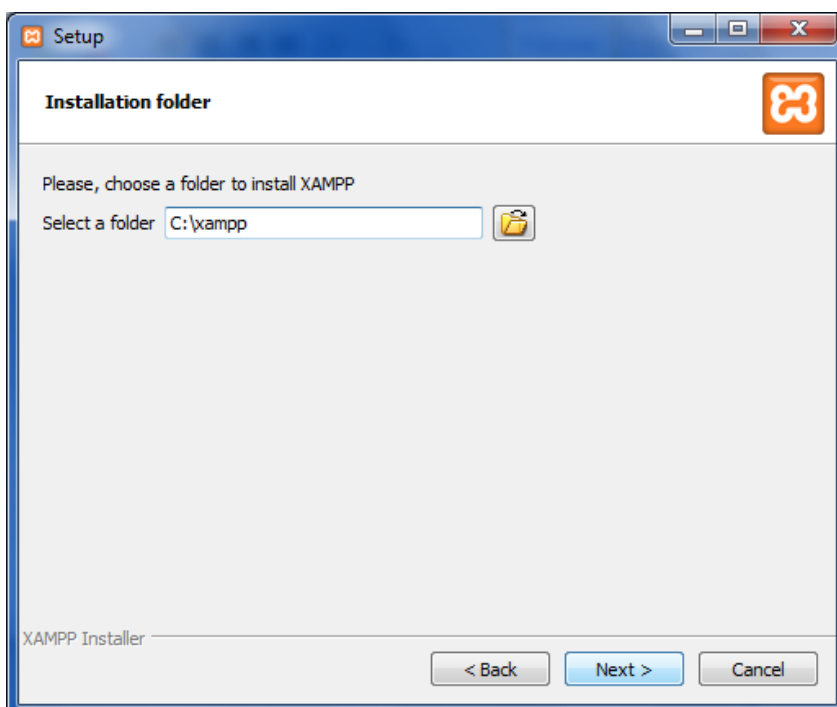 Setup
Installation folder
Please, choose a folder to install XAMPP
Select a folder C:\xampp
XAMPP Installer
< Back Next > Cancel